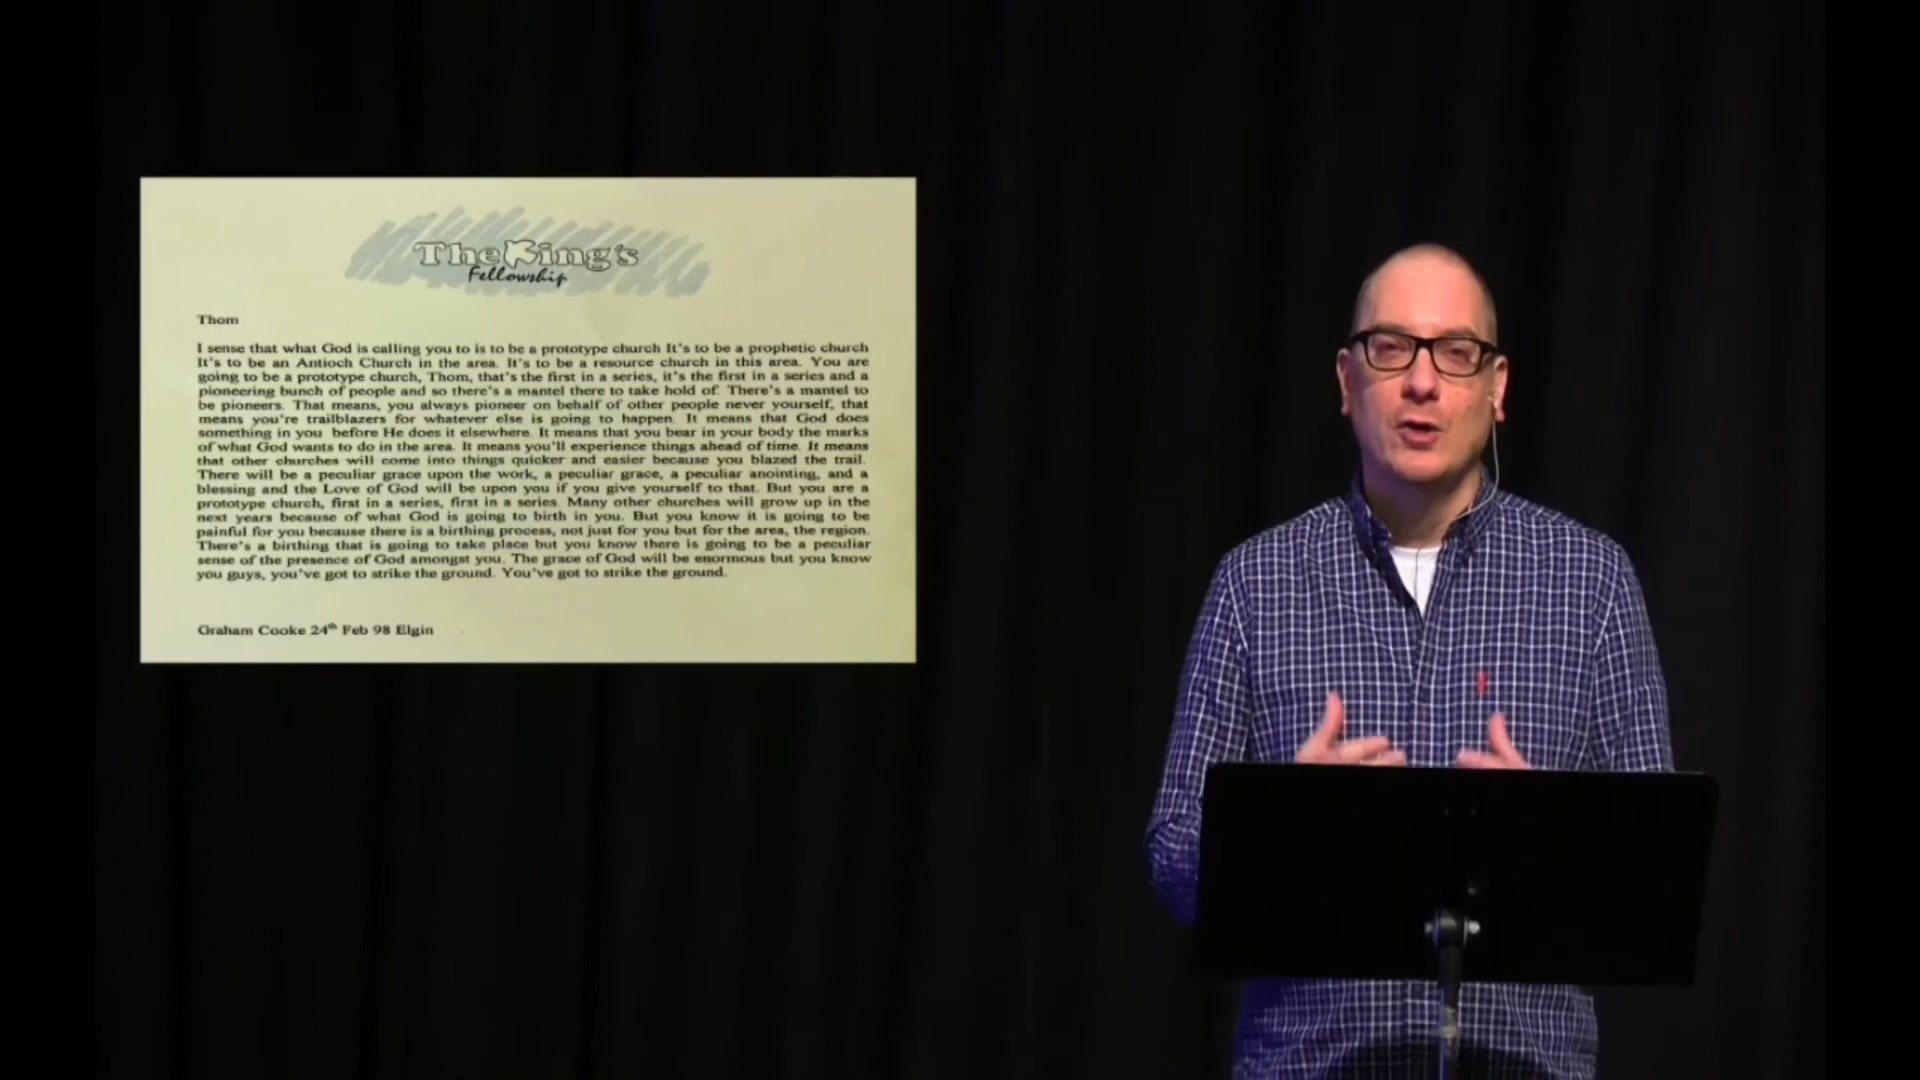 The King's
Fellowship
Thom
I sense that what God is calling you to is to be a prototype church It's to be a prophetic church
It's to be an Antioch Church in the area. It's to be a resource church in this area. You are
going to be a prototype church, Thom, that's the first in a series, it's the first in a series and a
pioneering bunch of people and so there's a mantel there to take hold of. There's a mantel to
be pioneers. That means, you always pioneer on behalf of other people never yourself, that
means you're trailblazers for whatever else is going to happen. It means that God does
something in you before He does it elsewhere. It means that you bear in your body the marks
of what God wants to do in the area. It means you'll experience things ahead of time. It means
that other churches will come into things quicker and easier because you blazed the trail.
There will be a peculiar grace upon the work, a peculiar grace, a peculiar anointing, and a
blessing and the Love of God will be upon you if you give yourself to that. But you are a
prototype church, first in a series, first in a series. Many other churches will grow up in the
next years because of what God is going to birth in you. But you know it is going to be
painful for you because there is a birthing process, not just for you but for the area, the region.
There's a birthing that is going to take place but you know there is going to be a peculiar
sense of the presence of God amongst you. The grace of God will be enormous but you know
you guys, you've got to strike the ground. You've got to strike the ground.
Graham Cooke 24th Feb 98 Elgin